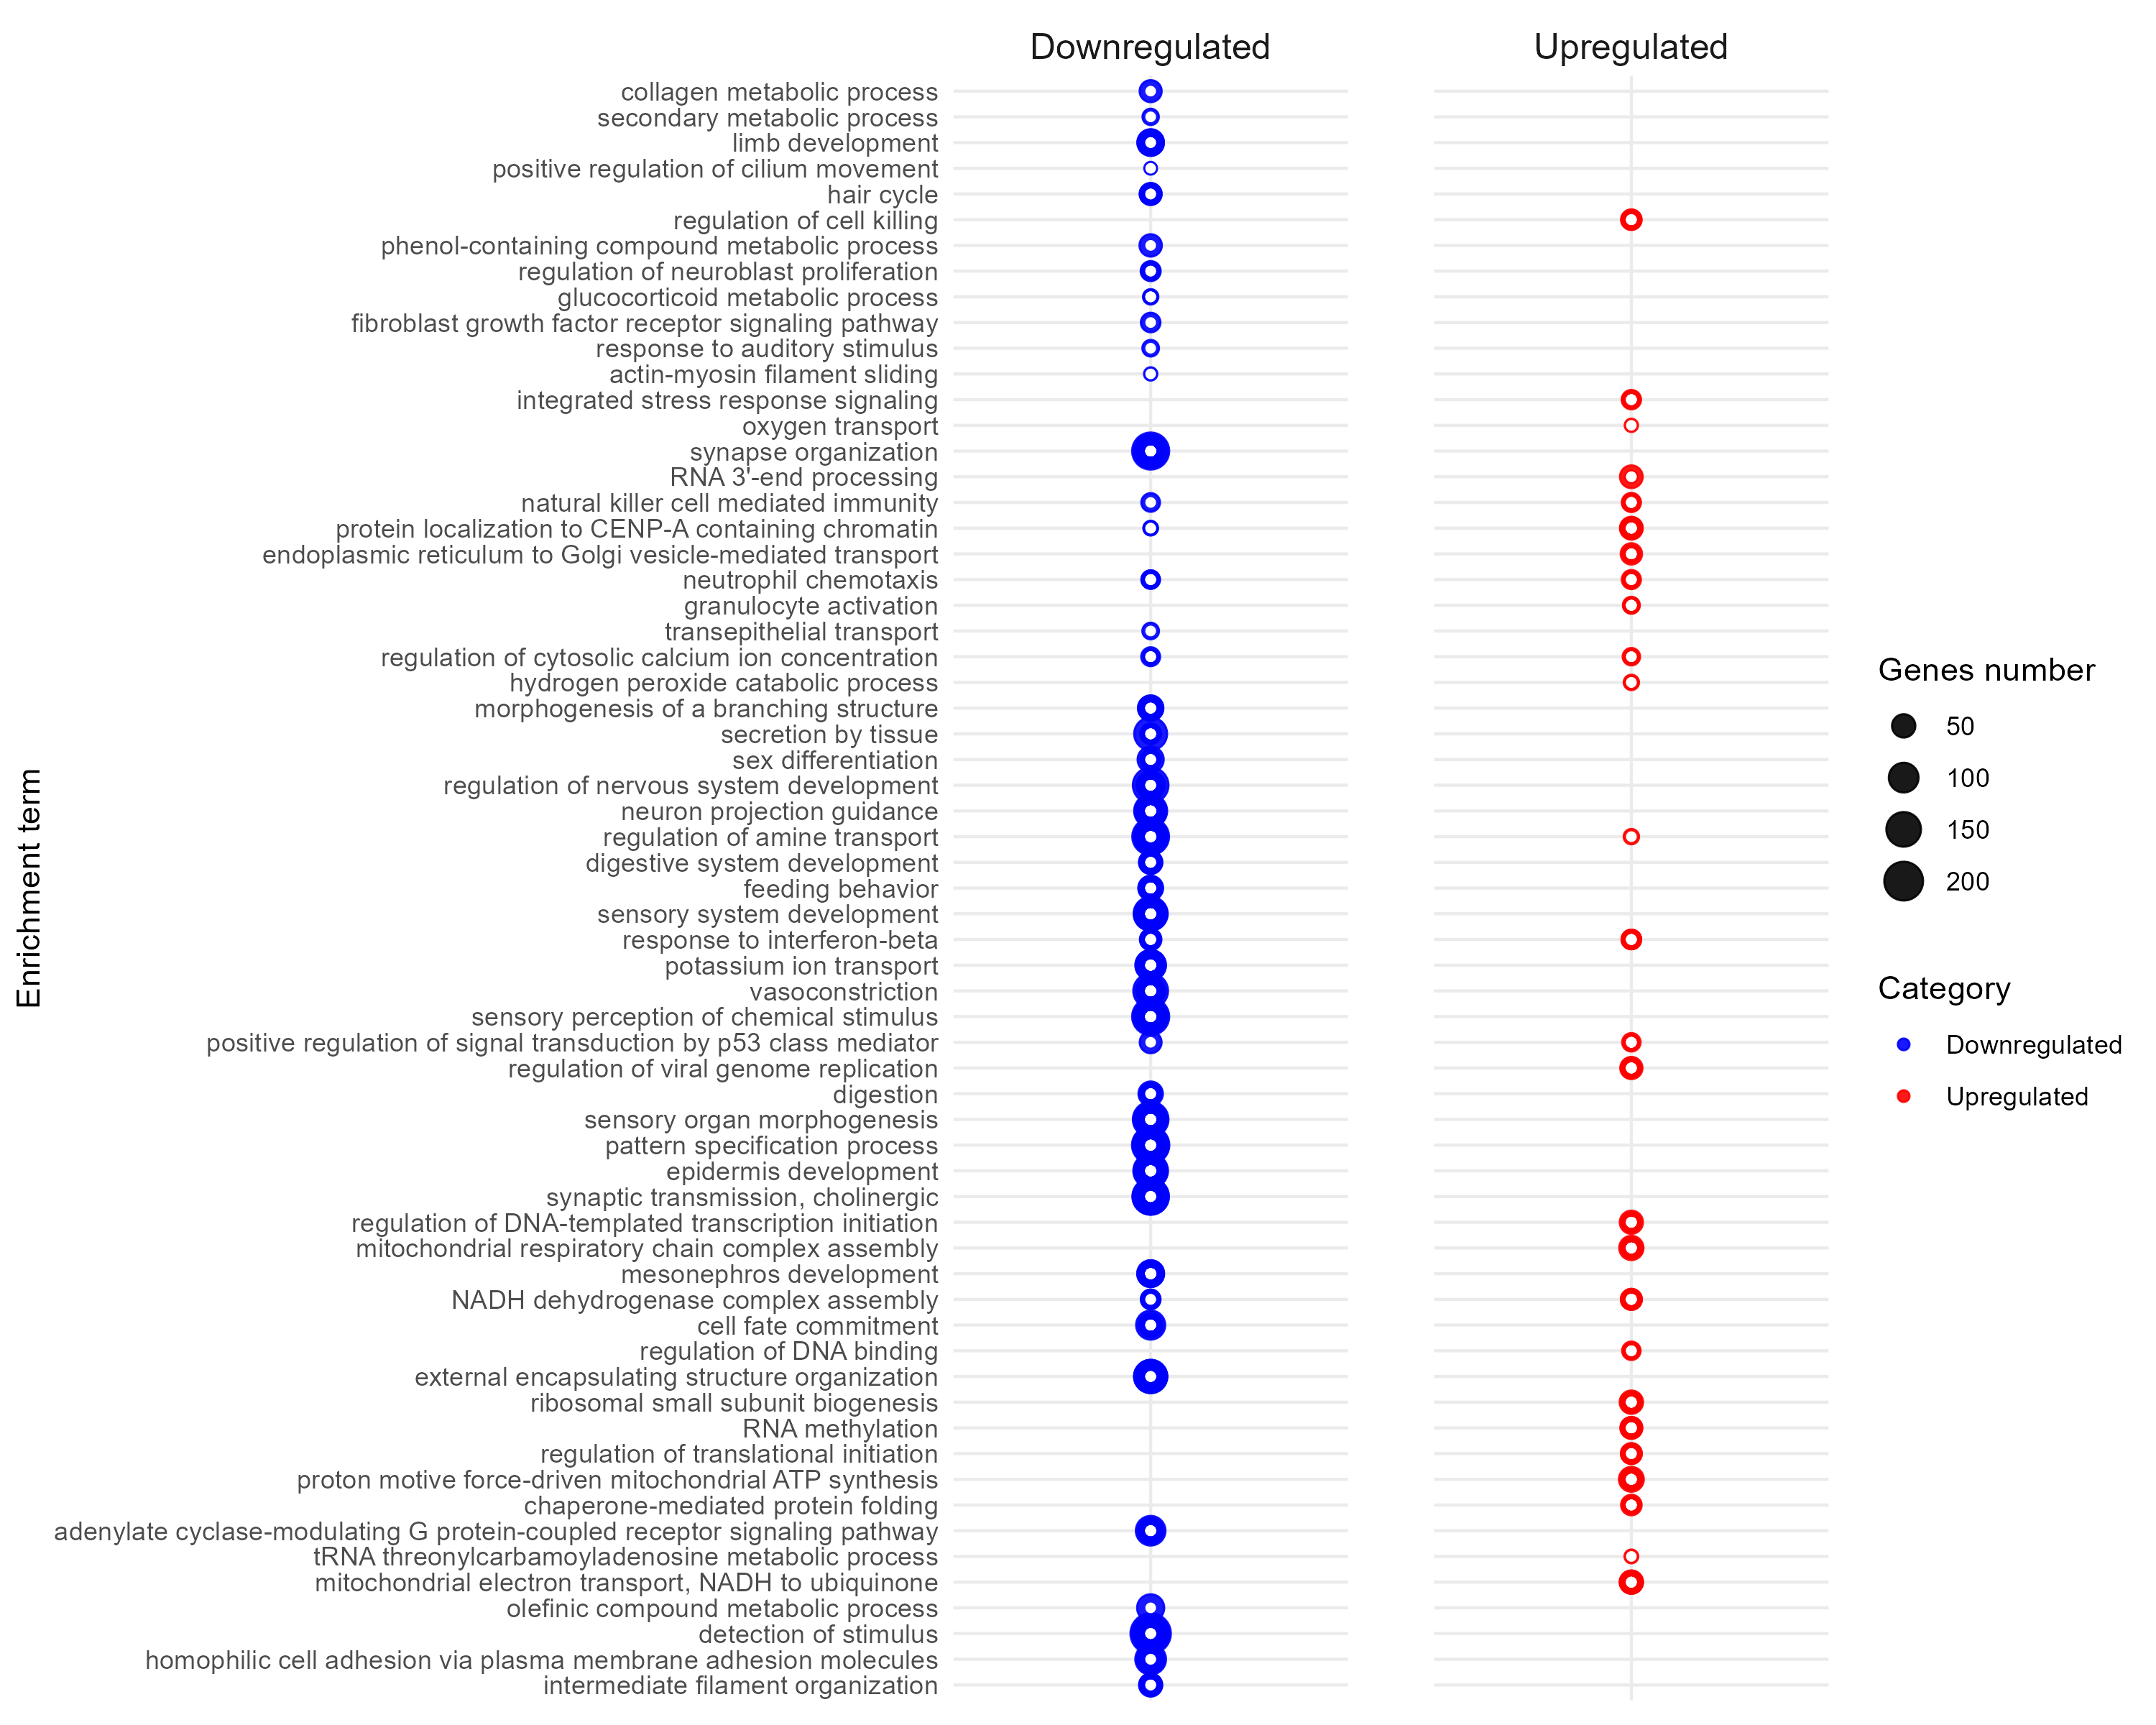 Downregulated
Upregulated
collagen metabolic process
secondary metabolic process
limb development
positive regulation of cilium movement
hair cycle
regulation of cell killing
phenol-containing compound metabolic process
regulation of neuroblast proliferation
glucocorticoid metabolic process
fibroblast growth factor receptor signaling pathway
response to auditory stimulus
actin-myosin filament sliding
integrated stress response signaling
oxygen transport
synapse organization
RNA 3'-end processing
natural killer cell mediated immunity
protein localization to CENP-A containing chromatin
endoplasmic reticulum to Golgi vesicle-mediated transport
neutrophil chemotaxis
granulocyte activation
transepithelial transport
regulation of cytosolic calcium ion concentration
hydrogen peroxide catabolic process
morphogenesis of a branching structure
secretion by tissue
sex differentiation
regulation of nervous system development
neuron projection guidance
regulation of amine transport
digestive system development
feeding behavior
sensory system development
response to interferon-beta
potassium ion transport
vasoconstriction
sensory perception of chemical stimulus
positive regulation of signal transduction by p53 class mediator
regulation of viral genome replication
digestion
sensory organ morphogenesis
pattern specification process
epidermis development
synaptic transmission, cholinergic
regulation of DNA-templated transcription initiation
mitochondrial respiratory chain complex assembly
mesonephros development
NADH dehydrogenase complex assembly
cell fate commitment
regulation of DNA binding
external encapsulating structure organization
ribosomal small subunit biogenesis
RNA methylation
regulation of translational initiation
proton motive force-driven mitochondrial ATP synthesis
chaperone-mediated protein folding
adenylate cyclase-modulating G protein-coupled receptor signaling pathway
tRNA threonylcarbamoyladenosine metabolic process
mitochondrial electron transport, NADH to ubiquinone
olefinic compound metabolic process
detection of stimulus
homophilic cell adhesion via plasma membrane adhesion molecules
intermediate filament organization
Enrichment term
Genes number
50
100
150
200
Category
Downregulated
Upregulated